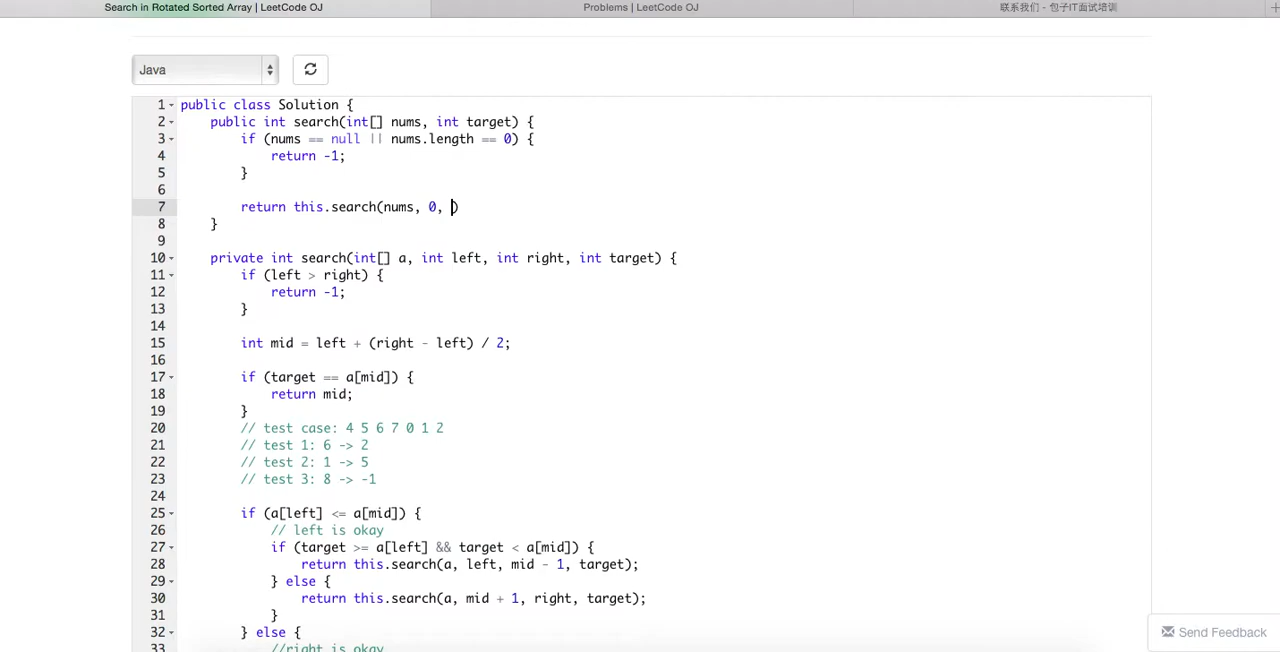 Search in Rotated Sorted Array | LeetCode OJ
Problems | LeetCode OJ
联系我们 - 包子IT面试培训
Java
1 public class Solution {
2     public int search(int[] nums, int target) {
3         if (nums == null || nums.length == 0) {
4             return -1;
5         }
6
7         return this.search(nums, 0, )
8     }
9
10     private int search(int[] a, int left, int right, int target) {
11         if (left > right) {
12             return -1;
13         }
14
15         int mid = left + (right - left) / 2;
16
17         if (target == a[mid]) {
18             return mid;
19         }
20         // test case: 4 5 6 7 0 1 2
21         // test 1: 6 -> 2
22         // test 2: 1 -> 5
23         // test 3: 8 -> -1
24
25         if (a[left] <= a[mid]) {
26             // left is okay
27             if (target >= a[left] && target < a[mid]) {
28                 return this.search(a, left, mid - 1, target);
29             } else {
30                 return this.search(a, mid + 1, right, target);
31             }
32         } else {
33             //right is okay
Send Feedback